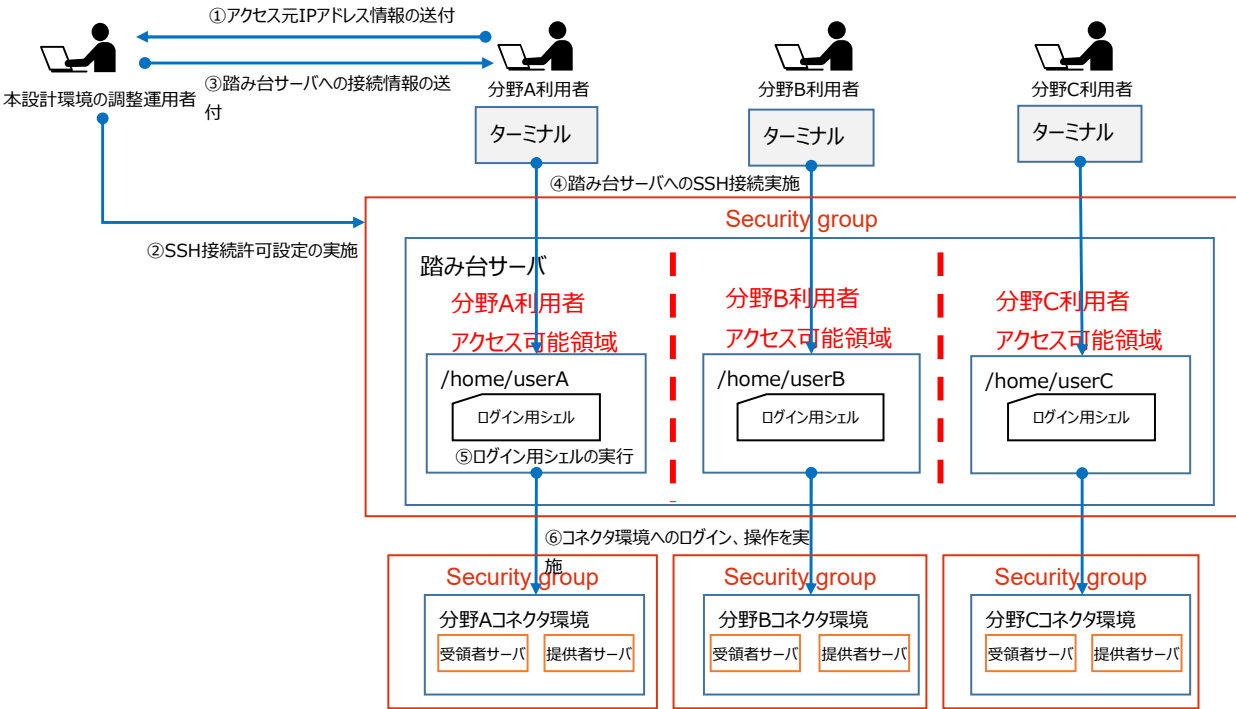 ①アクセス元IPアドレス情報の送付
③踏み台サーバへの接続情報の送
付
本設計環境の調整運用者
分野A利用者
分野B利用者
分野C利用者
ターミナル
ターミナル
ターミナル
④踏み台サーバへのSSH接続実施
②SSH接続許可設定の実施
Security group
踏み台サーバ
分野A利用者
アクセス可能領域
分野B利用者
アクセス可能領域
分野C利用者
アクセス可能領域
/home/userA
ログイン用シェル
⑤ログイン用シェルの実行
/home/userB
ログイン用シェル
/home/userC
ログイン用シェル
⑥コネクタ環境へのログイン、操作を実
施
Security group
分野Aコネクタ環境
受領者サーバ
提供者サーバ
Security group
分野Bコネクタ環境
受領者サーバ
提供者サーバ
Security group
分野Cコネクタ環境
受領者サーバ
提供者サーバ